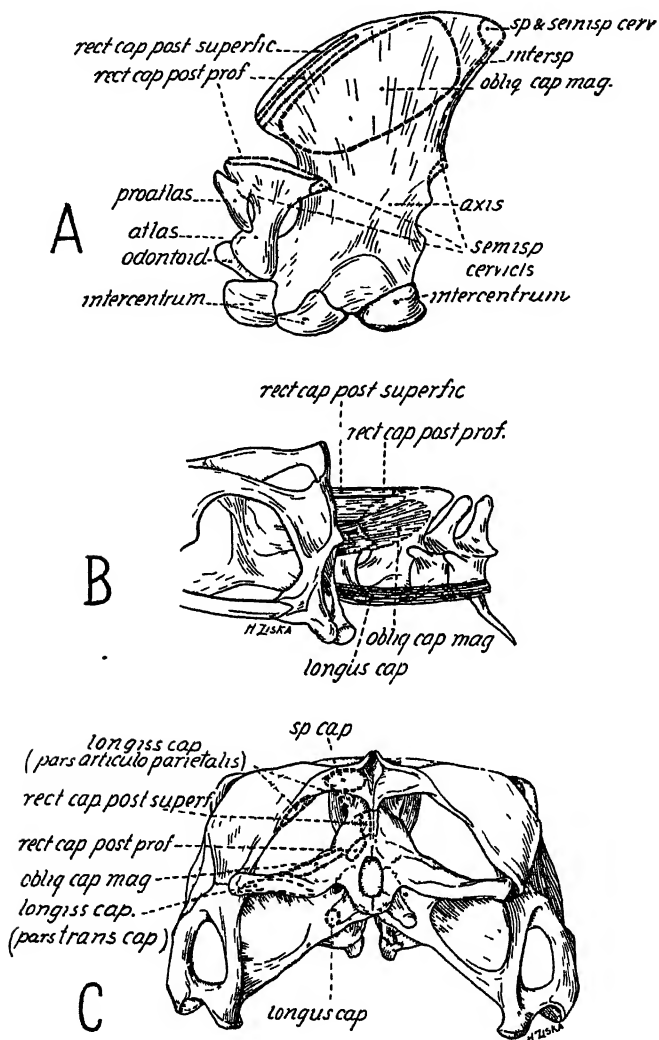 A
rect cap post superfic
rect cap post prof
sp & semisp cerv
intersp
obliq cap mag.
proatlas
atlas
odontoid
intercentrum
axis
semisp
cervicis
intercentrum
B
rect cap post superfic
rect cap post prof.
H ZISKA
obliq cap mag
longus cap
C
sp cap
longiss cap
(pars articulo parietalis)
rect cap post superf
rect cap post prof
obliq cap mag
longiss cap.
(pars trans cap)
longus cap
H ZISKA